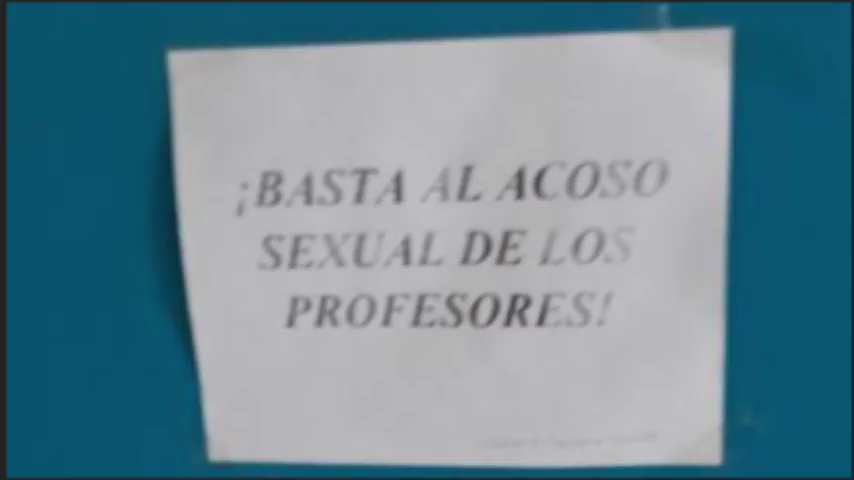 ¡BASTA AL ACOSO
SEXUAL DE LOS
PROFESORES!